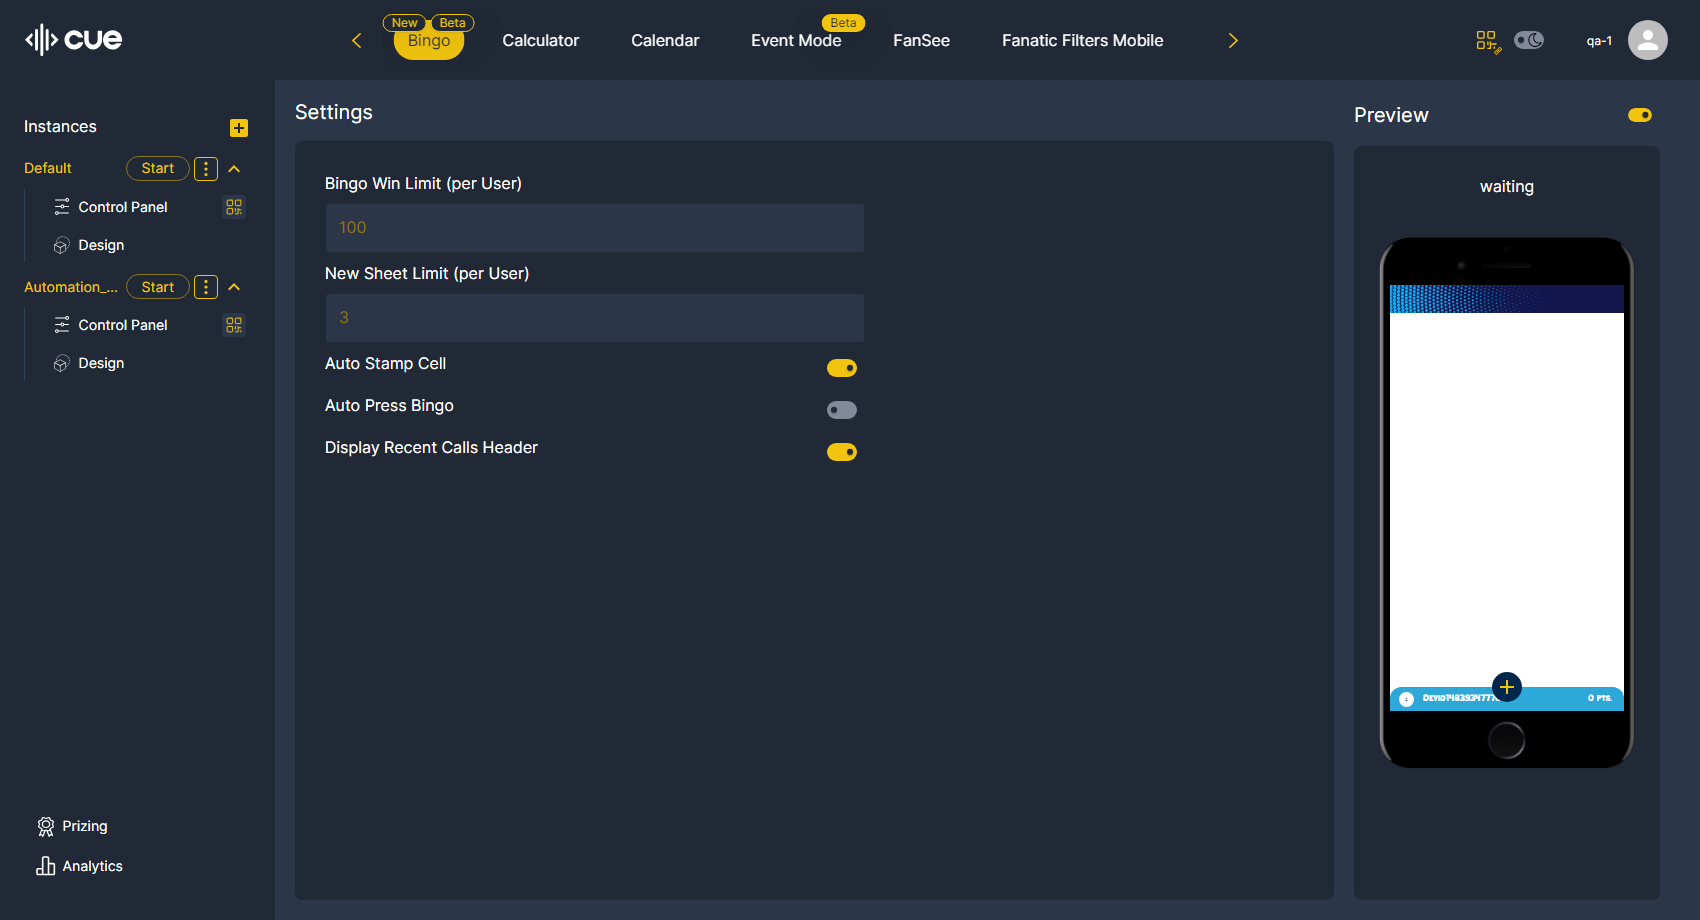 cue
New
Beta
Bingo
Calculator
Calendar
Event Mode
Beta
FanSee
Fanatic Filters Mobile
qa-1
Instances
Default
Start
Control Panel
Design
Automation_...
Start
Control Panel
Design
Prizing
Analytics
Settings
Bingo Win Limit (per User)
100
New Sheet Limit (per User)
3
Auto Stamp Cell
Auto Press Bingo
Display Recent Calls Header
Preview
waiting
0 PTS.